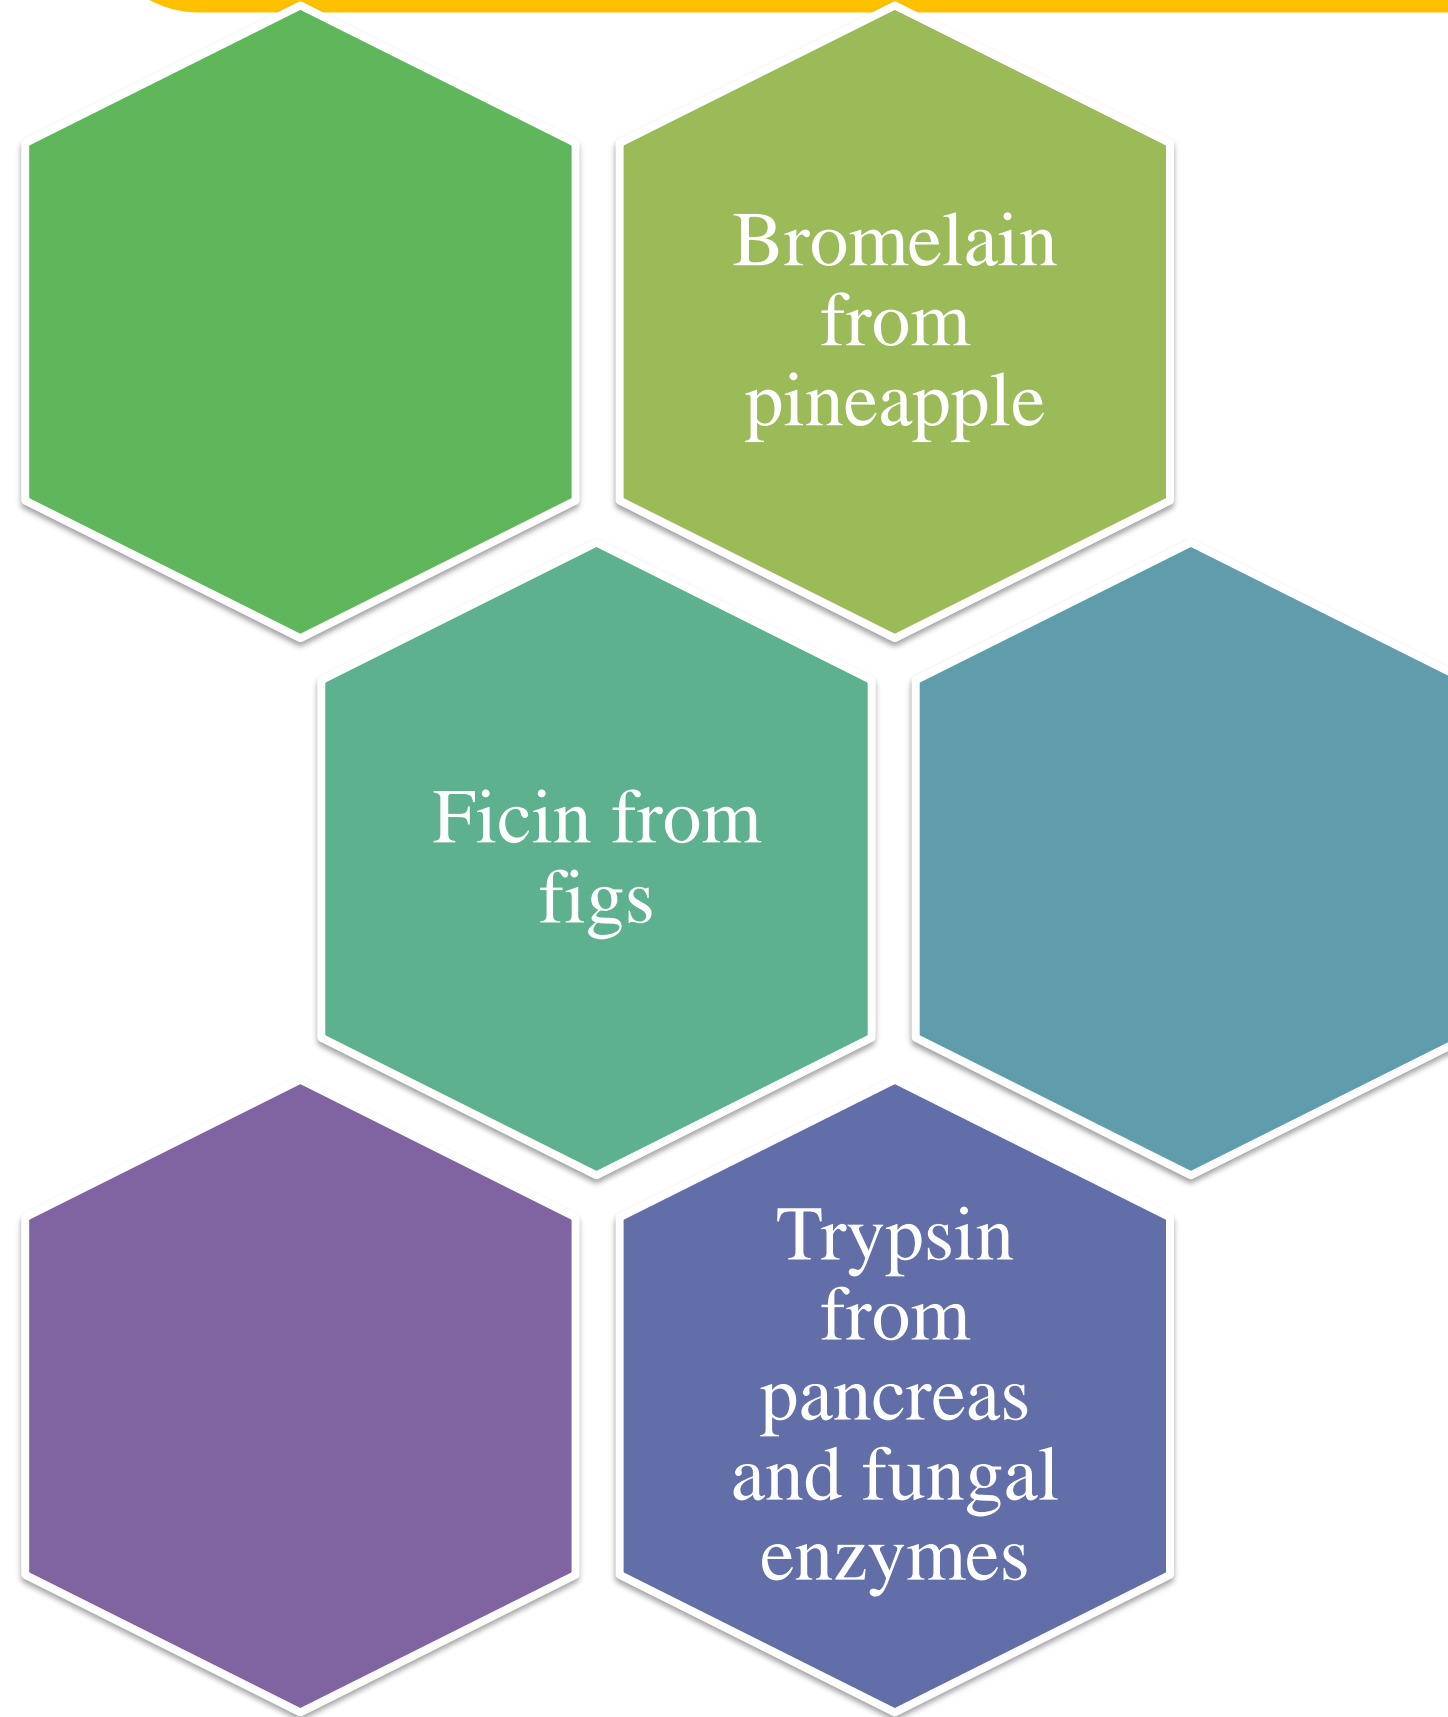 Bromelain
from
pineapple
Ficin from
figs
Trypsin
from
pancreas
and fungal
enzymes